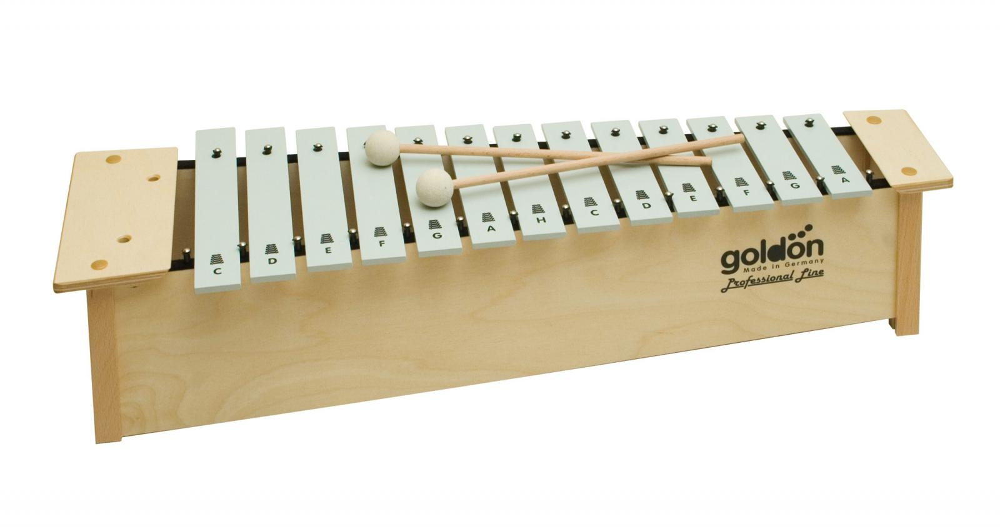 C D E F G A H C D E F G A
goldon
Made in Germany
Professional Line